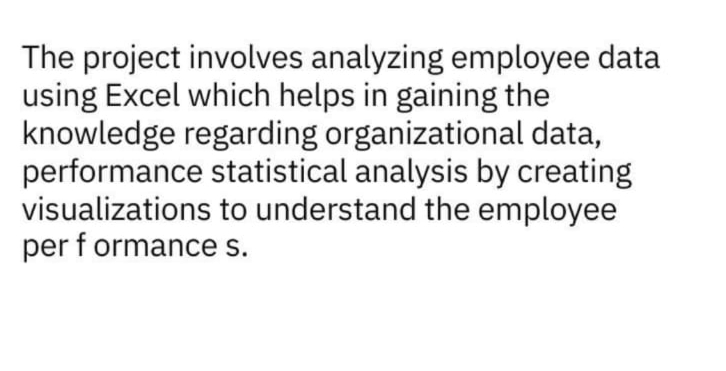 The project involves analyzing employee data
using Excel which helps in gaining the
knowledge regarding organizational data,
performance statistical analysis by creating
visualizations to understand the employee
per f ormance s.